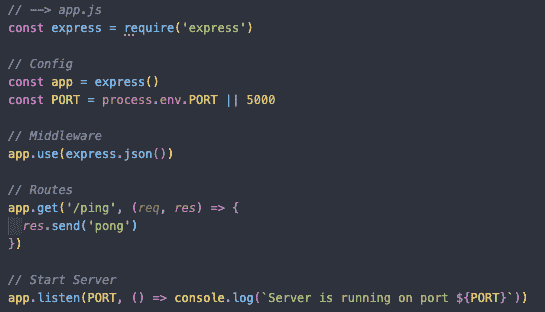 // --> app.js
const express = require('express')
// Config
const app = express()
const PORT = process.env.PORT || 5000
// Middleware
app.use(express.json())
// Routes
app.get('/ping', (req, res) => {
  res.send('pong')
})
// Start Server
app.listen(PORT, () => console.log(`Server is running on port ${PORT}`))